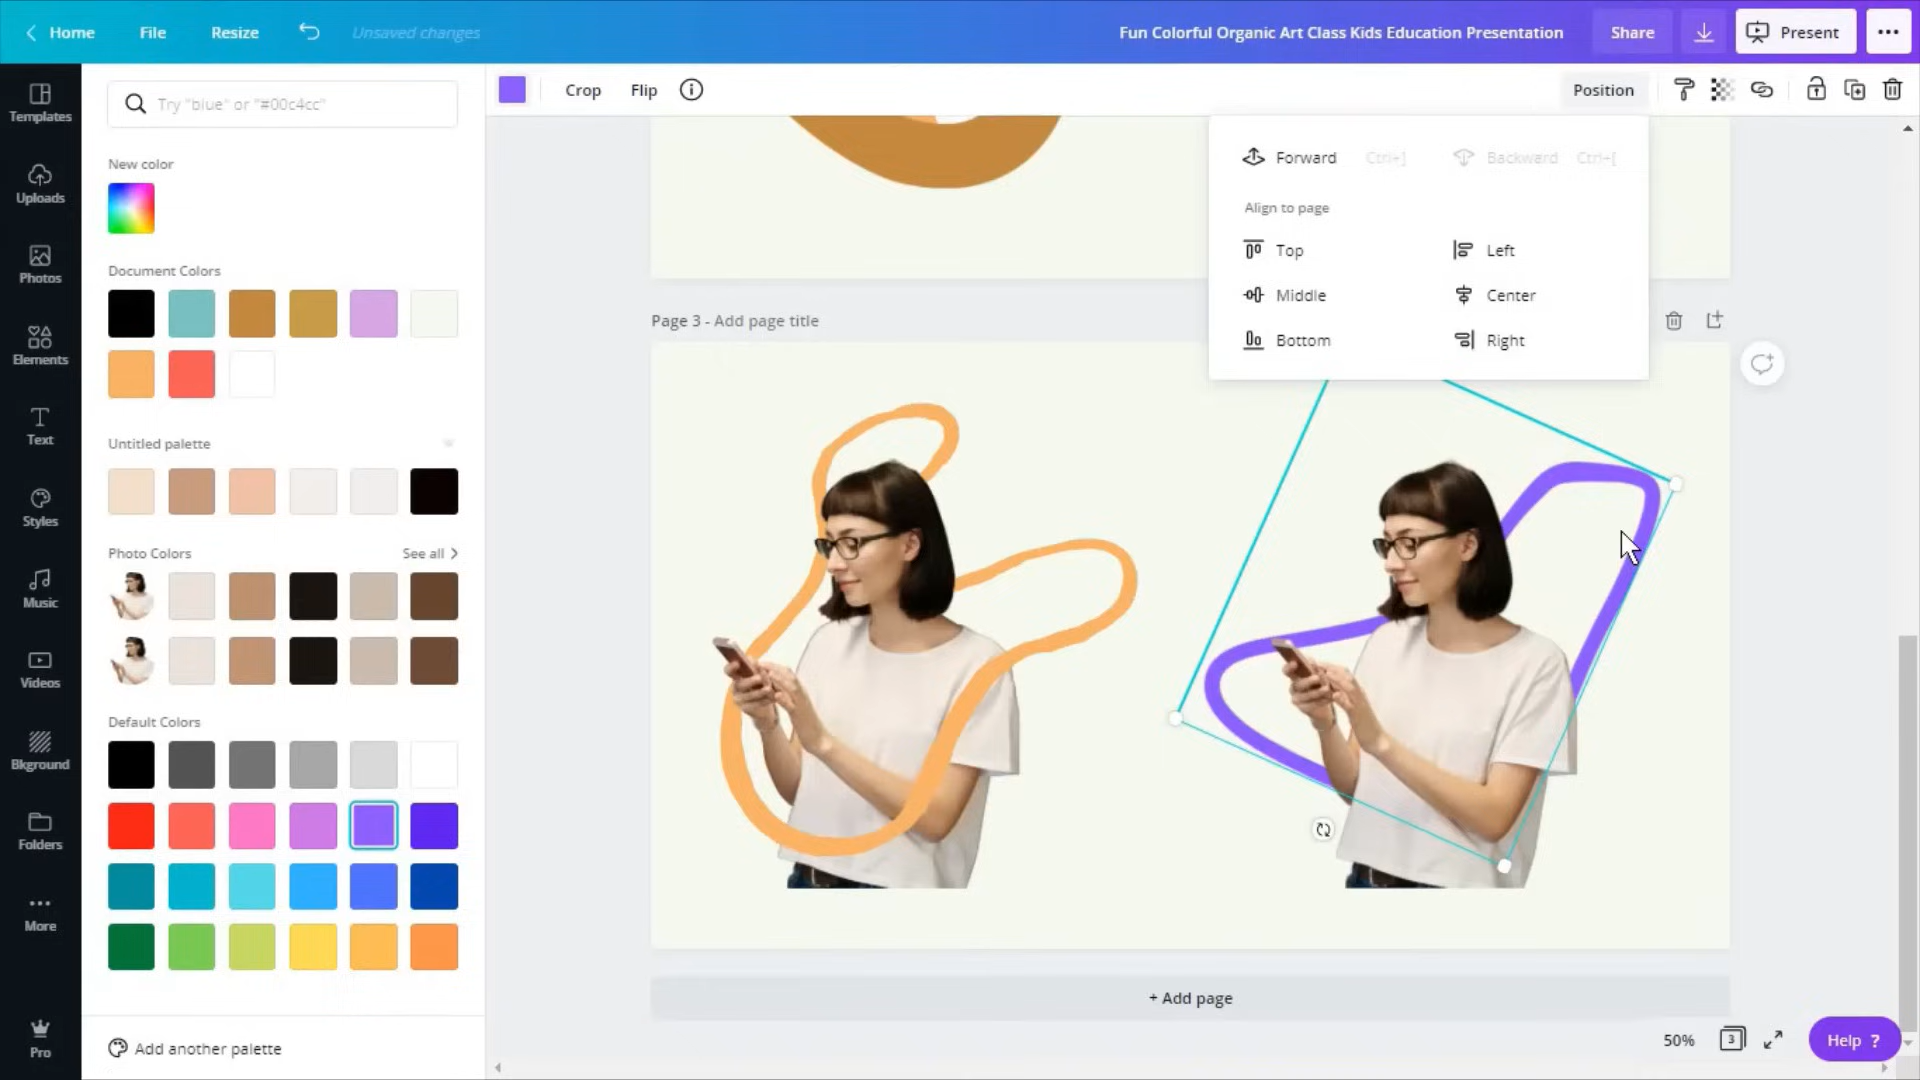 Home
File
Resize
Unsaved changes
Fun Colorful Organic Art Class Kids Education Presentation
Share
Present
Templates
Uploads
Photos
Elements
Text
Styles
Music
Videos
Bkground
Folders
More
Pro
Try "blue" or "#00c4cc"
New color
Document Colors
Untitled palette
Photo Colors
See all
Default Colors
Add another palette
Crop
Flip
Position
Forward Ctrl+]
Backward Ctrl+[
Align to page
Top
Left
Middle
Center
Bottom
Right
Page 3 - Add page title
+ Add page
50%
3
Help ?